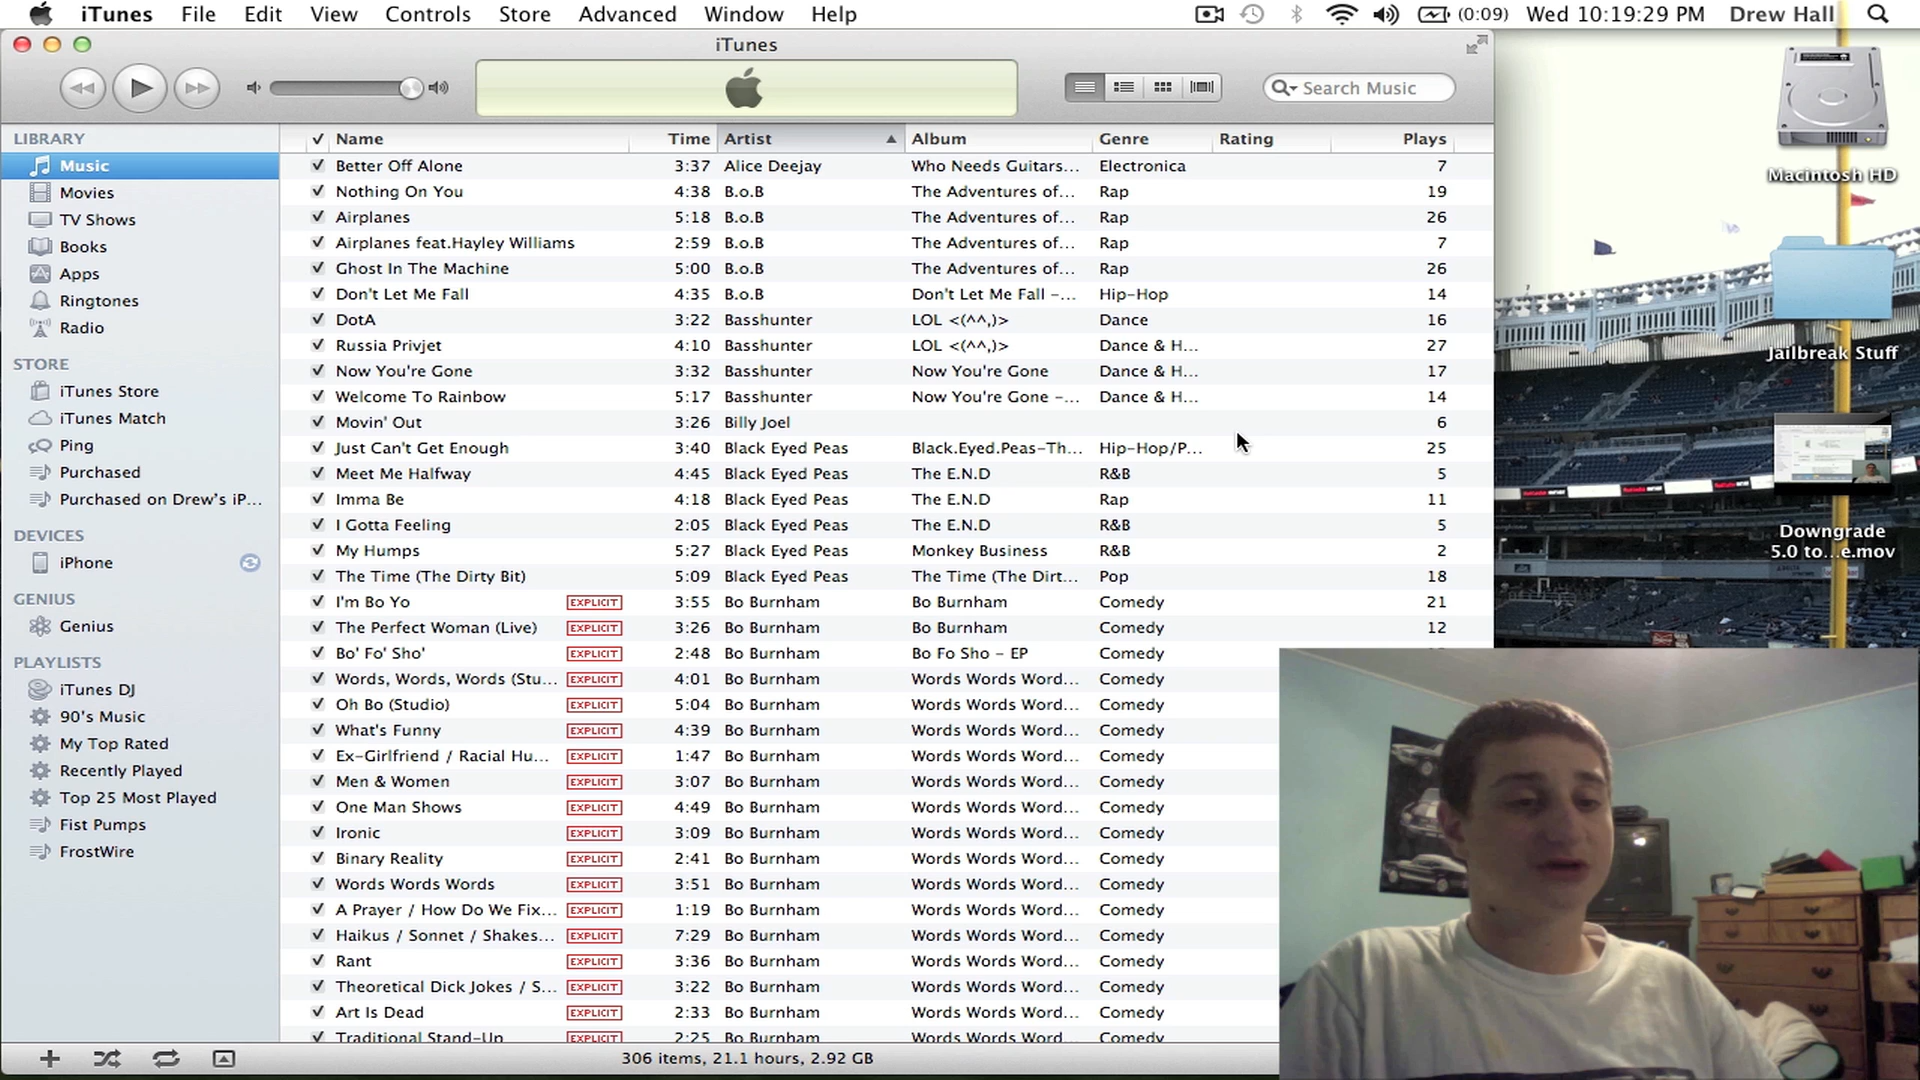 iTunes File Edit View Controls Store Advanced Window Help (0:09) Wed 10:19:29 PM Drew Hall
iTunes
Search Music
LIBRARY
Music
Movies
TV Shows
Books
Apps
Ringtones
Radio
STORE
iTunes Store
iTunes Match
Ping
Purchased
Purchased on Drew's iP...
DEVICES
iPhone
GENIUS
Genius
PLAYLISTS
iTunes DJ
90's Music
My Top Rated
Recently Played
Top 25 Most Played
Fist Pumps
FrostWire
✓ Name Time Artist Album Genre Rating Plays
✓ Better Off Alone 3:37 Alice Deejay Who Needs Guitars... Electronica 7
✓ Nothing On You 4:38 B.o.B The Adventures of... Rap 19
✓ Airplanes 5:18 B.o.B The Adventures of... Rap 26
✓ Airplanes feat.Hayley Williams 2:59 B.o.B The Adventures of... Rap 7
✓ Ghost In The Machine 5:00 B.o.B The Adventures of... Rap 26
✓ Don't Let Me Fall 4:35 B.o.B Don't Let Me Fall –... Hip-Hop 14
✓ DotA 3:22 Basshunter LOL <(^^,)> Dance 16
✓ Russia Privjet 4:10 Basshunter LOL <(^^,)> Dance & H... 27
✓ Now You're Gone 3:32 Basshunter Now You're Gone Dance & H... 17
✓ Welcome To Rainbow 5:17 Basshunter Now You're Gone –... Dance & H... 14
✓ Movin' Out 3:26 Billy Joel 6
✓ Just Can't Get Enough 3:40 Black Eyed Peas Black.Eyed.Peas-Th... Hip-Hop/P... 25
✓ Meet Me Halfway 4:45 Black Eyed Peas The E.N.D R&B 5
✓ Imma Be 4:18 Black Eyed Peas The E.N.D Rap 11
✓ I Gotta Feeling 2:05 Black Eyed Peas The E.N.D R&B 5
✓ My Humps 5:27 Black Eyed Peas Monkey Business R&B 2
✓ The Time (The Dirty Bit) 5:09 Black Eyed Peas The Time (The Dirt... Pop 18
✓ I'm Bo Yo EXPLICIT 3:55 Bo Burnham Bo Burnham Comedy 21
✓ The Perfect Woman (Live) EXPLICIT 3:26 Bo Burnham Bo Burnham Comedy 12
✓ Bo' Fo' Sho' EXPLICIT 2:48 Bo Burnham Bo Fo Sho – EP Comedy
✓ Words, Words, Words (Stu... EXPLICIT 4:01 Bo Burnham Words Words Word... Comedy
✓ Oh Bo (Studio) EXPLICIT 5:04 Bo Burnham Words Words Word... Comedy
✓ What's Funny EXPLICIT 4:39 Bo Burnham Words Words Word... Comedy
✓ Ex-Girlfriend / Racial Hu... EXPLICIT 1:47 Bo Burnham Words Words Word... Comedy
✓ Men & Women EXPLICIT 3:07 Bo Burnham Words Words Word... Comedy
✓ One Man Shows EXPLICIT 4:49 Bo Burnham Words Words Word... Comedy
✓ Ironic EXPLICIT 3:09 Bo Burnham Words Words Word... Comedy
✓ Binary Reality EXPLICIT 2:41 Bo Burnham Words Words Word... Comedy
✓ Words Words Words EXPLICIT 3:51 Bo Burnham Words Words Word... Comedy
✓ A Prayer / How Do We Fix... EXPLICIT 1:19 Bo Burnham Words Words Word... Comedy
✓ Haikus / Sonnet / Shakes... EXPLICIT 7:29 Bo Burnham Words Words Word... Comedy
✓ Rant EXPLICIT 3:36 Bo Burnham Words Words Word... Comedy
✓ Theoretical Dick Jokes / S... EXPLICIT 3:22 Bo Burnham Words Words Word... Comedy
✓ Art Is Dead EXPLICIT 2:33 Bo Burnham Words Words Word... Comedy
✓ Traditional Stand-Up EXPLICIT 2:25 Bo Burnham Words Words Word... Comedy
306 items, 21.1 hours, 2.92 GB
Macintosh HD
Jailbreak Stuff
Downgrade
5.0 to...e.mov